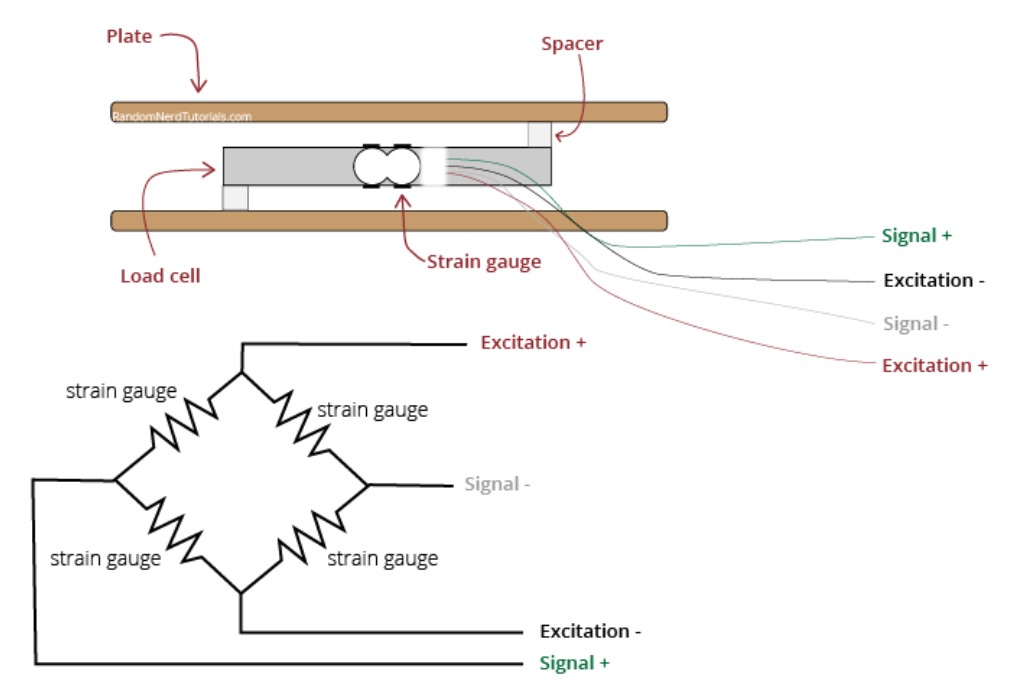 Plate
Spacer
RandomNerdTutorials.com
Load cell
Strain gauge
Signal +
Excitation -
Signal -
Excitation +
Excitation +
strain gauge
strain gauge
Signal -
strain gauge
strain gauge
Excitation -
Signal +